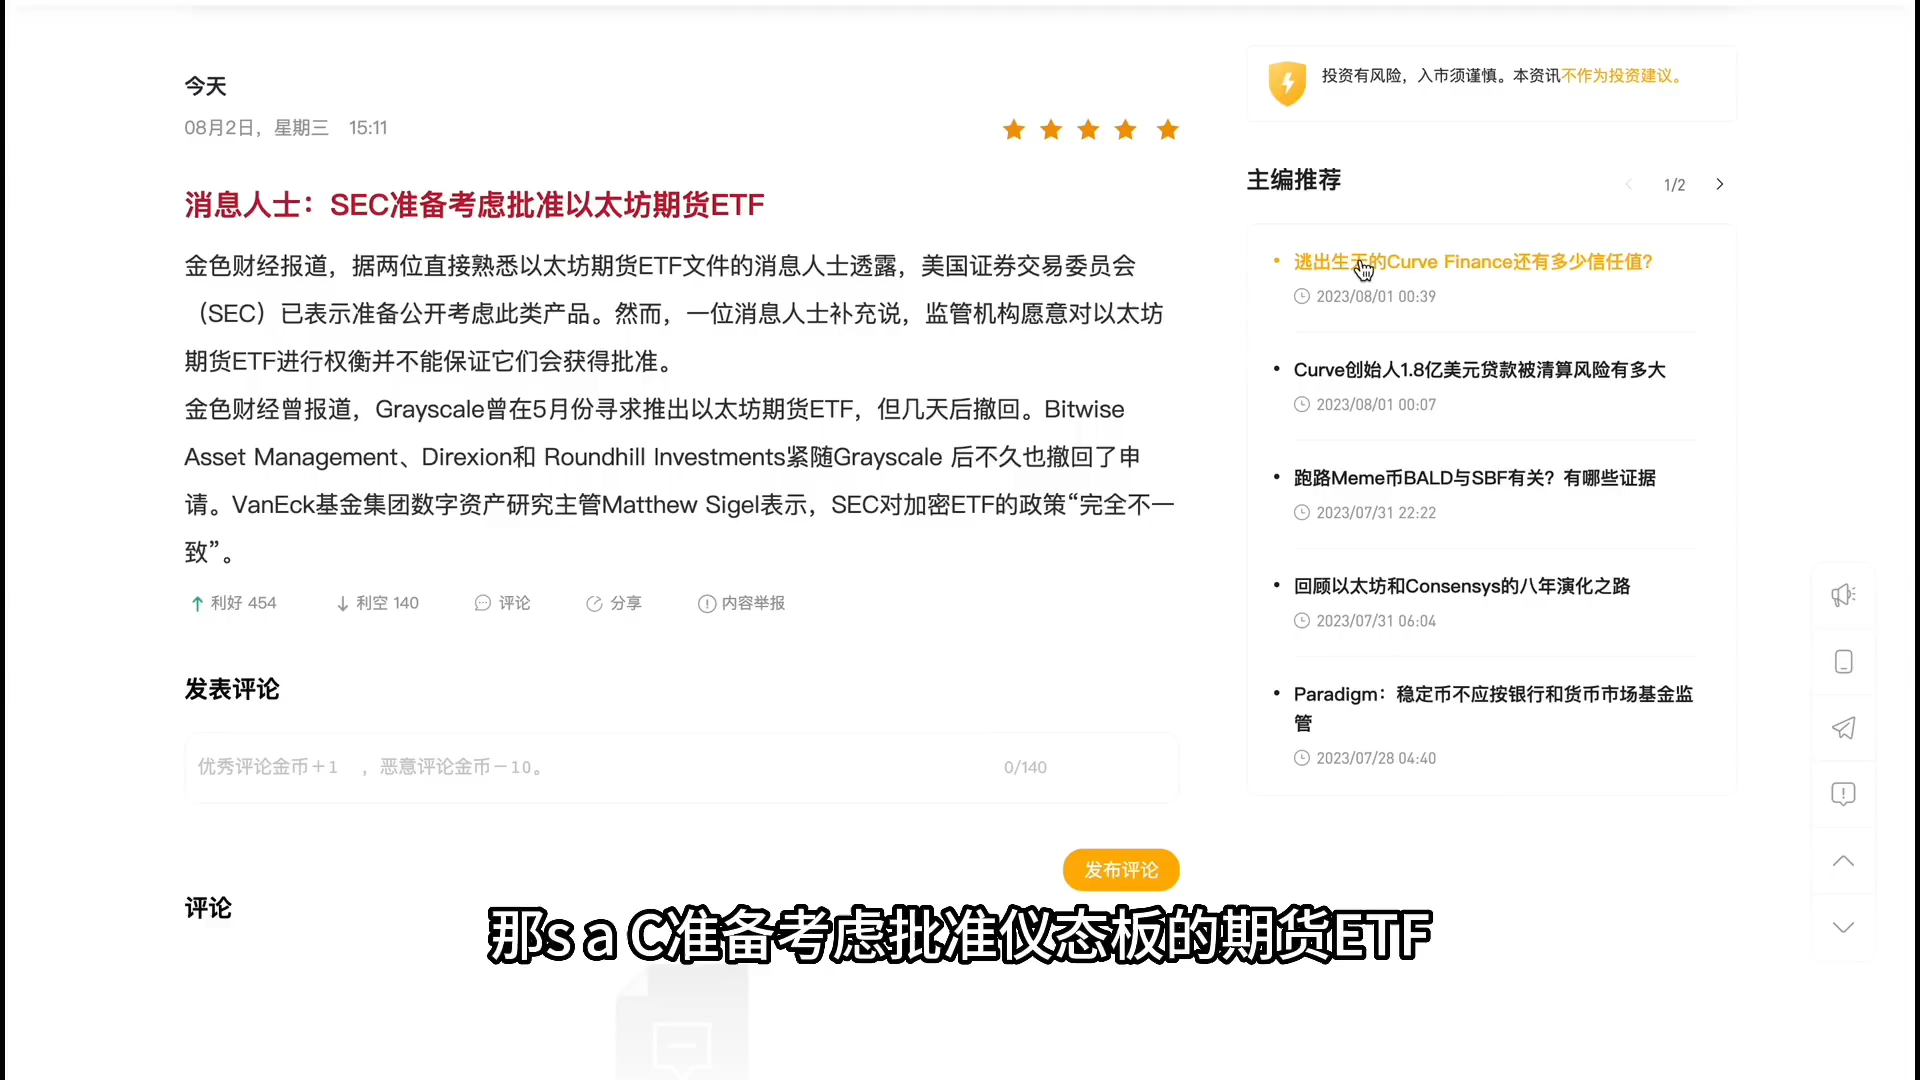 今天
08月2日，星期三 15:11
消息人士：SEC准备考虑批准以太坊期货ETF
金色财经报道，据两位直接熟悉以太坊期货ETF文件的消息人士透露，美国证券交易委员会
（SEC）已表示准备公开考虑此类产品。然而，一位消息人士补充说，监管机构愿意对以太坊
期货ETF进行权衡并不能保证它们会获得批准。
金色财经曾报道，Grayscale曾在5月份寻求推出以太坊期货ETF，但几天后撤回。Bitwise
Asset Management、Direxion和 Roundhill Investments紧随Grayscale 后不久也撤回了申
请。VanEck基金集团数字资产研究主管Matthew Sigel表示，SEC对加密ETF的政策“完全不一
致”。
利好 454 利空 140 评论 分享 内容举报
发表评论
优秀评论金币＋1 ，恶意评论金币－10。 0/140
发布评论
评论
投资有风险，入市须谨慎。本资讯不作为投资建议。
主编推荐 1/2
逃出生天的Curve Finance还有多少信任值？
2023/08/01 00:39
Curve创始人1.8亿美元贷款被清算风险有多大
2023/08/01 00:07
跑路Meme币BALD与SBF有关？有哪些证据
2023/07/31 22:22
回顾以太坊和Consensys的八年演化之路
2023/07/31 06:04
Paradigm：稳定币不应按银行和货币市场基金监
管
2023/07/28 04:40
那s a C准备考虑批准仪态板的期货ETF